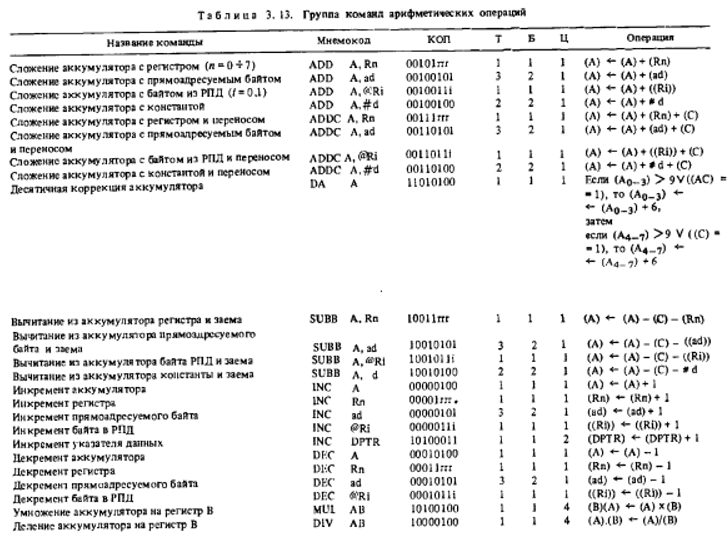 Таблица 3.13. Группа команд арифметических операций
Название команды Мнемокод КОП Т Б Ц Операция
Сложение аккумулятора с регистром (n = 0 ÷ 7) ADD A, Rn 00101rrr 1 1 1 (A) ← (A) + (Rn)
Сложение аккумулятора с прямоадресуемым байтом ADD A, ad 00100101 3 2 1 (A) ← (A) + (ad)
Сложение аккумулятора с байтом из РПД (i = 0,1) ADD A, @Ri 0010011i 1 1 1 (A) ← (A) + ((Ri))
Сложение аккумулятора с константой ADD A, #d 00100100 2 2 1 (A) ← (A) + #d
Сложение аккумулятора с регистром и переносом ADDC A, Rn 00111rrr 1 1 1 (A) ← (A) + (Rn) + (C)
Сложение аккумулятора с прямоадресуемым байтом ADDC A, ad 00110101 3 2 1 (A) ← (A) + (ad) + (C)
и переносом
Сложение аккумулятора с байтом из РПД и переносом ADDC A, @Ri 0011011i 1 1 1 (A) ← (A) + ((Ri)) + (C)
Сложение аккумулятора с константой и переносом ADDC A, #d 00110100 2 2 1 (A) ← (A) + #d + (C)
Десятичная коррекция аккумулятора DA A 11010100 1 1 1 Если (A0−3) > 9 V ((AC) =
= 1), то (A0−3) ←
← (A0−3) + 6,
затем
если (A4−7) > 9 V ((C) =
= 1), то (A4−7) ←
← (A4−7) + 6
Вычитание из аккумулятора регистра и заема SUBB A, Rn 10011rrr 1 1 1 (A) ← (A) − (C) − (Rn)
Вычитание из аккумулятора прямоадресуемого
байта и заема SUBB A, ad 10010101 3 2 1 (A) ← (A) − (C) − ((ad))
Вычитание из аккумулятора байта РПД и заема SUBB A, @Ri 1001011i 1 1 1 (A) ← (A) − (C) − ((Ri))
Вычитание из аккумулятора константы и заема SUBB A, d 10010100 2 2 1 (A) ← (A) − (C) − #d
Инкремент аккумулятора INC A 00000100 1 1 1 (A) ← (A) + 1
Инкремент регистра INC Rn 00001rrr 1 1 1 (Rn) ← (Rn) + 1
Инкремент прямоадресуемого байта INC ad 00000101 3 2 1 (ad) ← (ad) + 1
Инкремент байта в РПД INC @Ri 0000011i 1 1 1 ((Ri)) ← ((Ri)) + 1
Инкремент указателя данных INC DPTR 10100011 1 1 2 (DPTR) ← (DPTR) + 1
Декремент аккумулятора DEC A 00010100 1 1 1 (A) ← (A) − 1
Декремент регистра DEC Rn 00011rrr 1 1 1 (Rn) ← (Rn) − 1
Декремент прямоадресуемого байта DEC ad 00010101 3 2 1 (ad) ← (ad) − 1
Декремент байта в РПД DEC @Ri 0001011i 1 1 1 ((Ri)) ← ((Ri)) − 1
Умножение аккумулятора на регистр B MUL AB 10100100 1 1 4 (B)(A) ← (A) × (B)
Деление аккумулятора на регистр B DIV AB 10000100 1 1 4 (A).(B) ← (A)/(B)